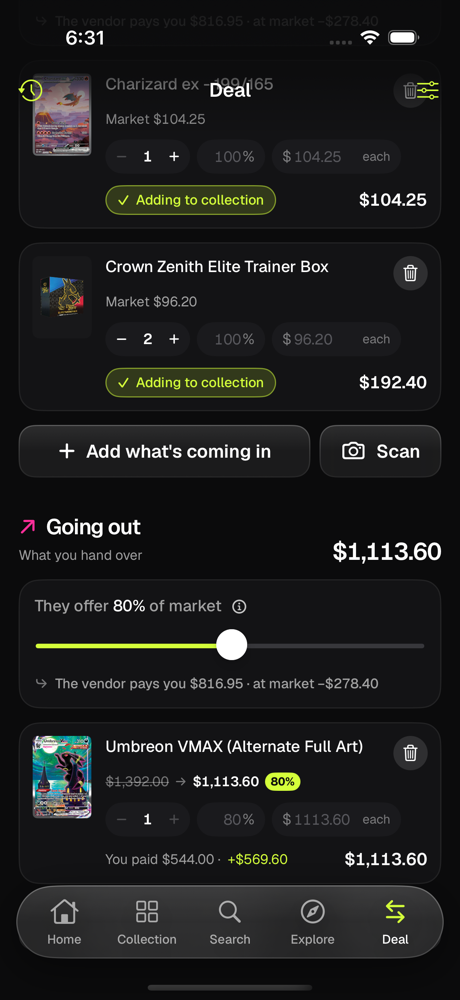 The vendor pays you $816.95 · at market −$278.40
6:31
Charizard ex - 199/165
Deal
Market $104.25
− 1 + 100% $ 104.25 each
✓ Adding to collection $104.25
Crown Zenith Elite Trainer Box
Market $96.20
− 2 + 100% $ 96.20 each
✓ Adding to collection $192.40
+ Add what's coming in
Scan
Going out
What you hand over
$1,113.60
They offer 80% of market
The vendor pays you $816.95 · at market −$278.40
Umbreon VMAX (Alternate Full Art)
$1,392.00 → $1,113.60 80%
− 1 + 80% $ 1113.60 each
You paid $544.00 · +$569.60 $1,113.60
Home Collection Search Explore Deal